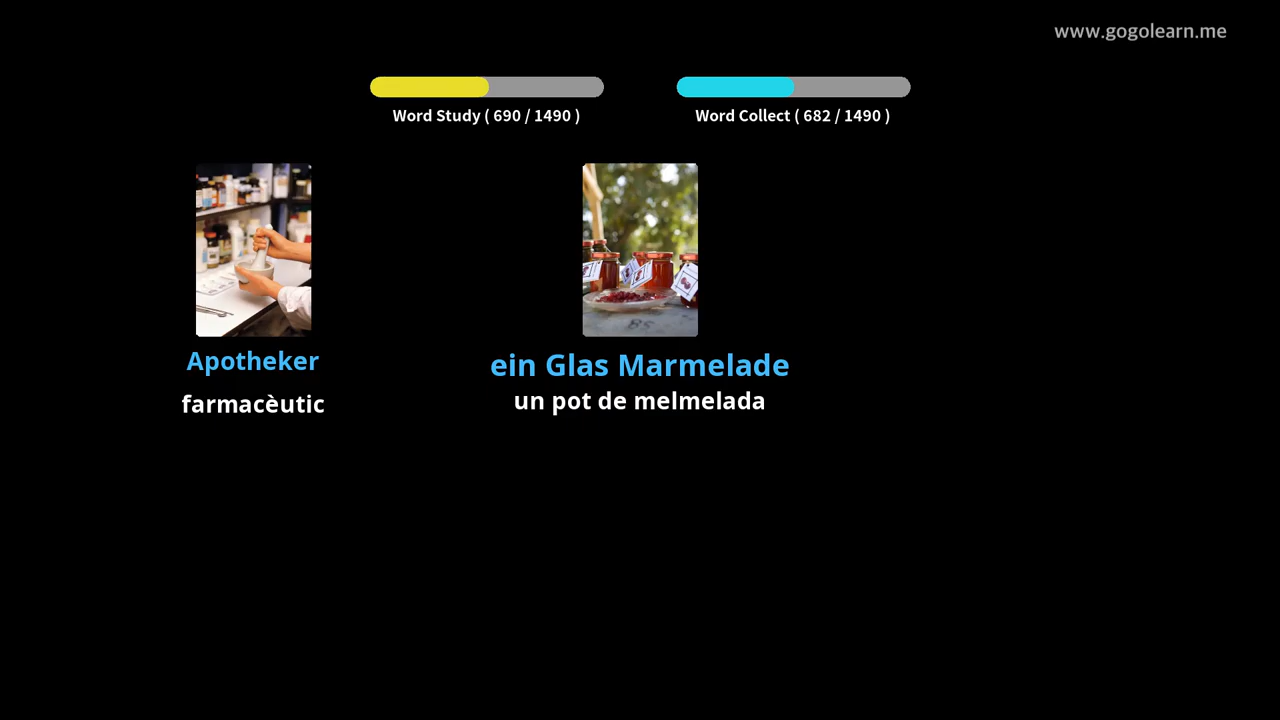 www.gogolearn.me
Word Study ( 690 / 1490 )
Word Collect ( 682 / 1490 )
Apotheker
farmacèutic
ein Glas Marmelade
un pot de melmelada